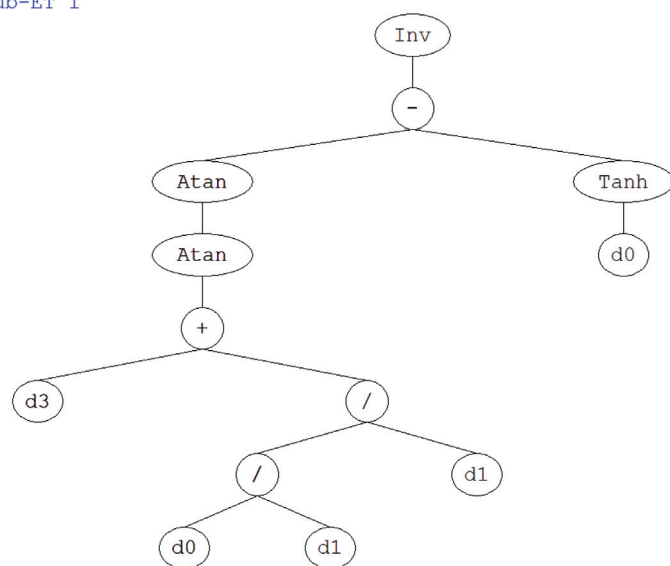 Inv
-
Atan Tanh
Atan d0
+
d3 /
/ d1
d0 d1